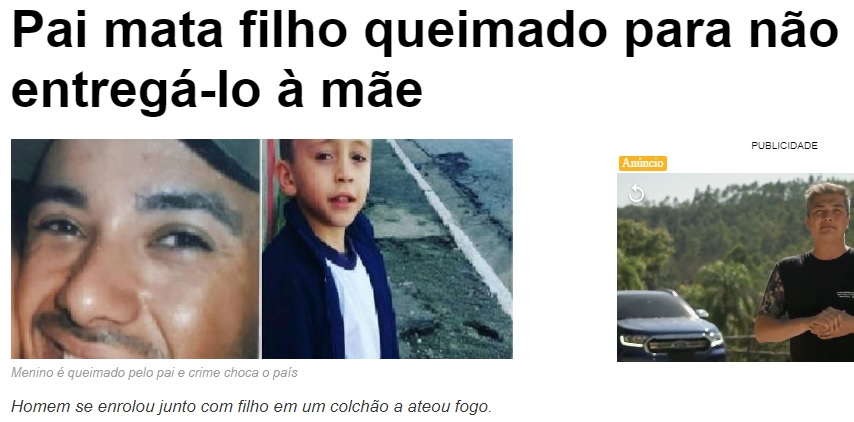 Pai mata filho queimado para não
entregá-lo à mãe
PUBLICIDADE
Anúncio
Menino é queimado pelo pai e crime choca o país
Homem se enrolou junto com filho em um colchão a ateou fogo.